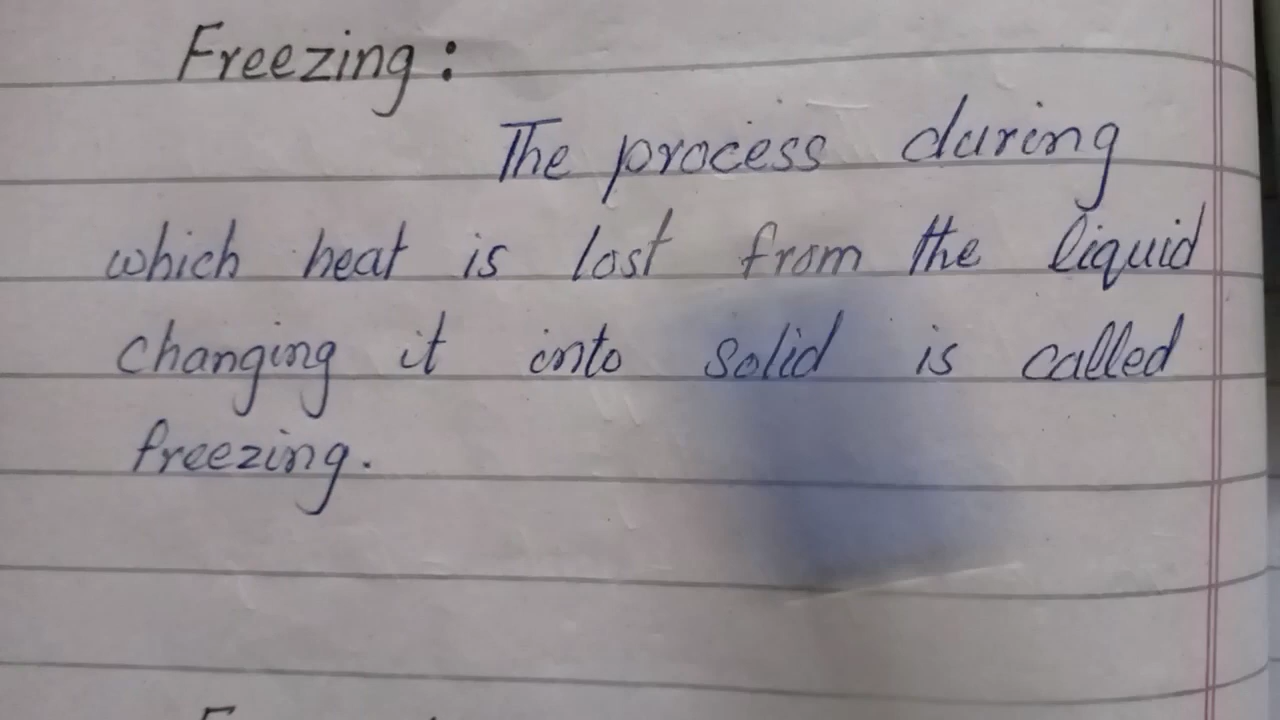 Freezing:
The process during
which heat is lost from the liquid
changing it into solid is called
freezing.